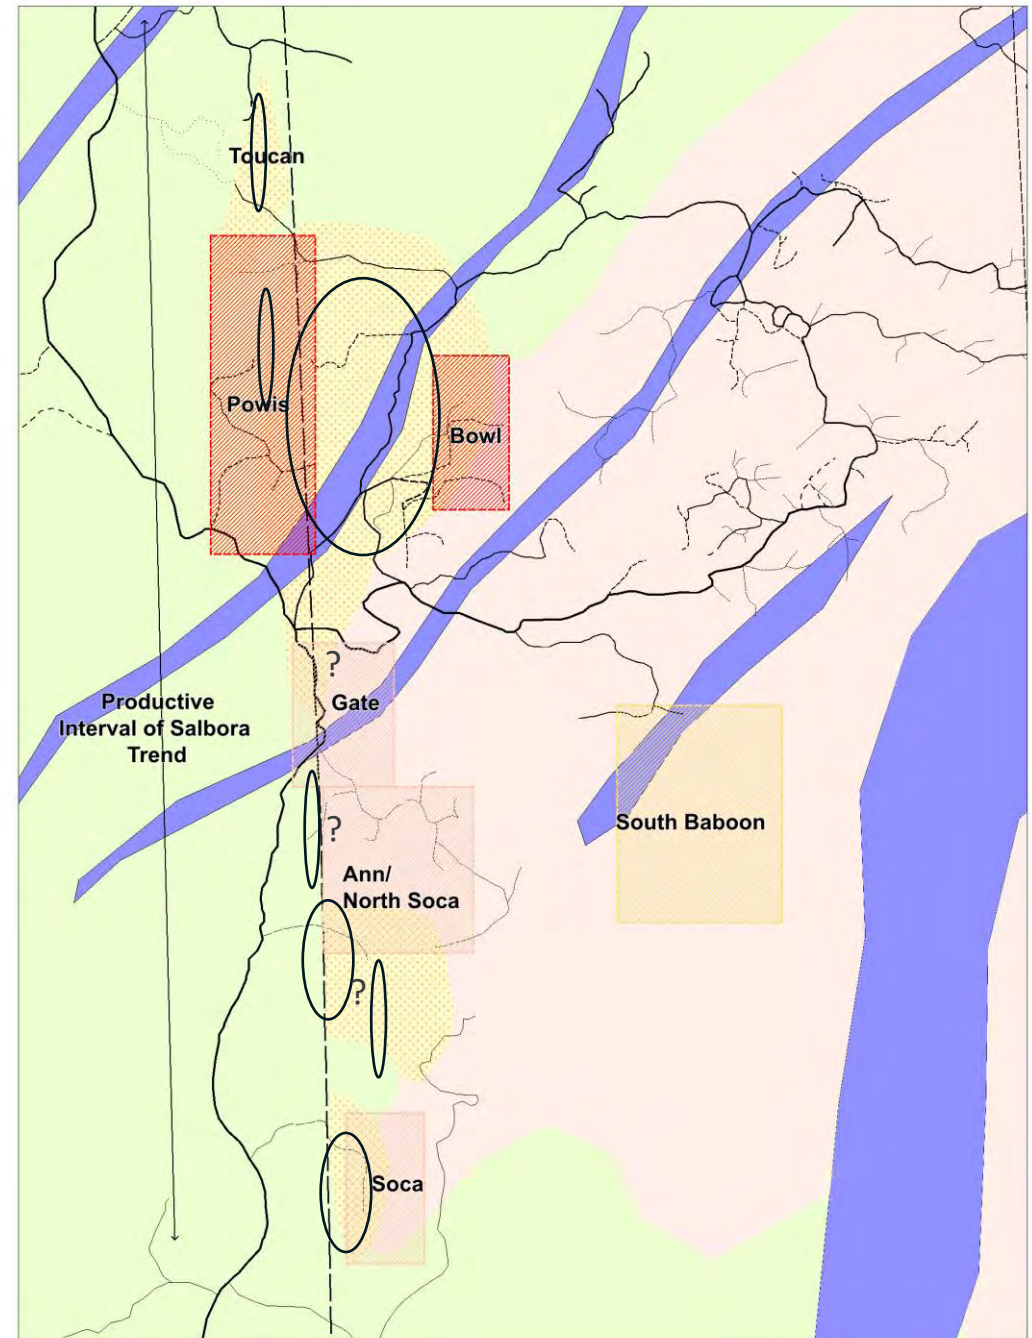 Toucan
Powis
Bowl
?
Gate
Productive
Interval of Salbora
Trend
?
South Baboon
Ann/
North Soca
?
Soca